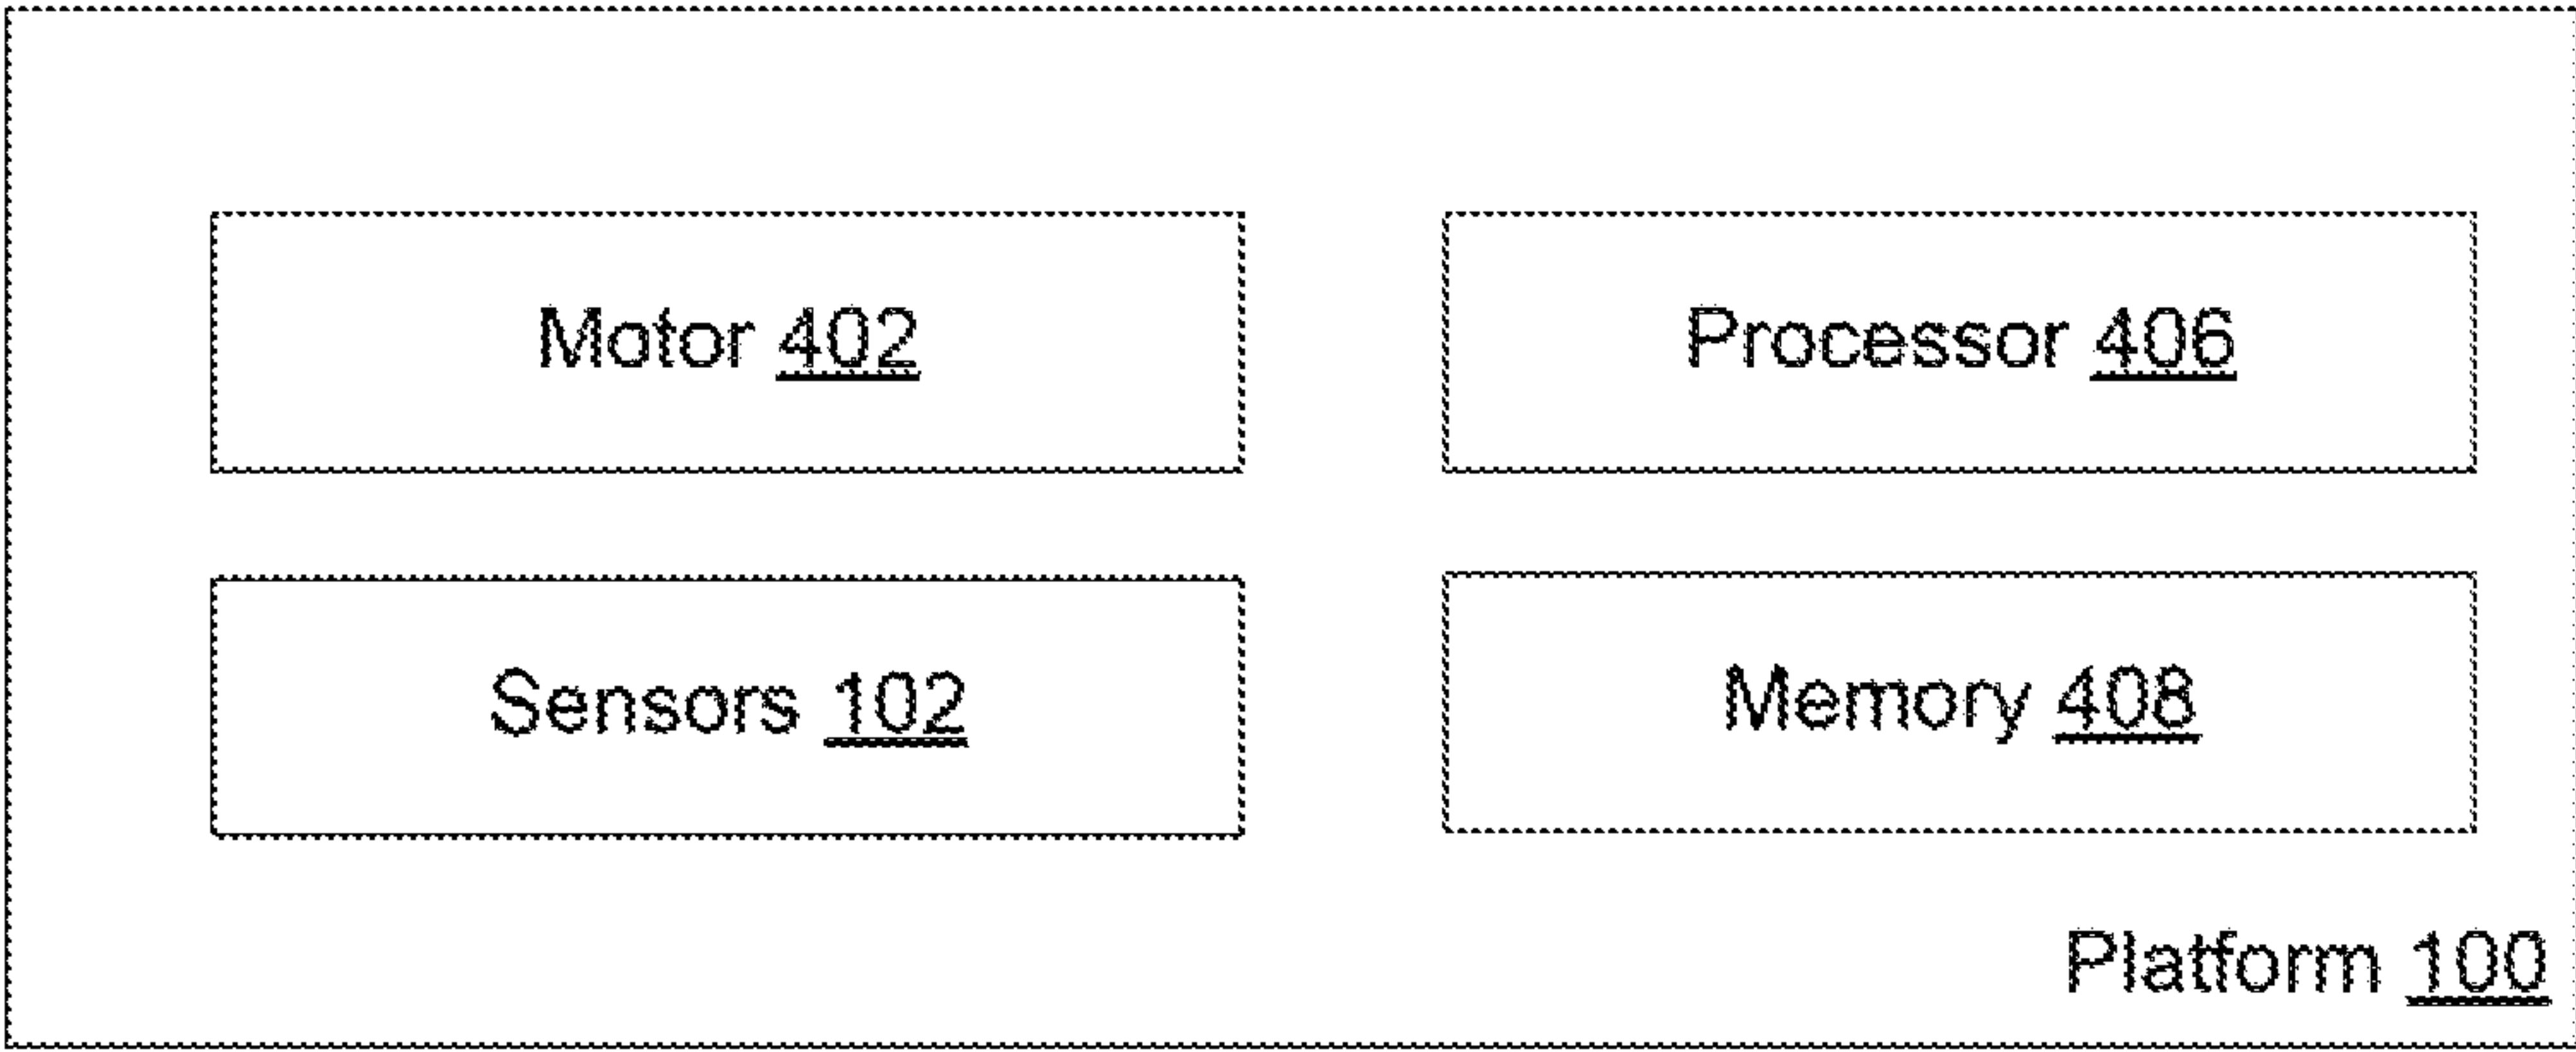 Motor 402
Processor 406
Sensors 102
Memory 408
Platform 100